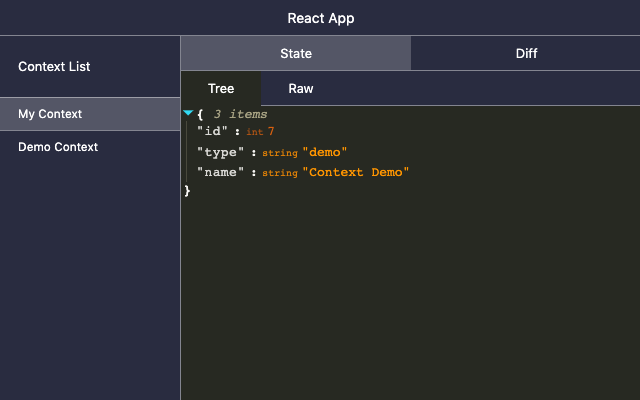 React App
Context List
My Context
Demo Context
State
Diff
Tree
Raw
{ 3 items
"id" : int 7
"type" : string "demo"
"name" : string "Context Demo"
}